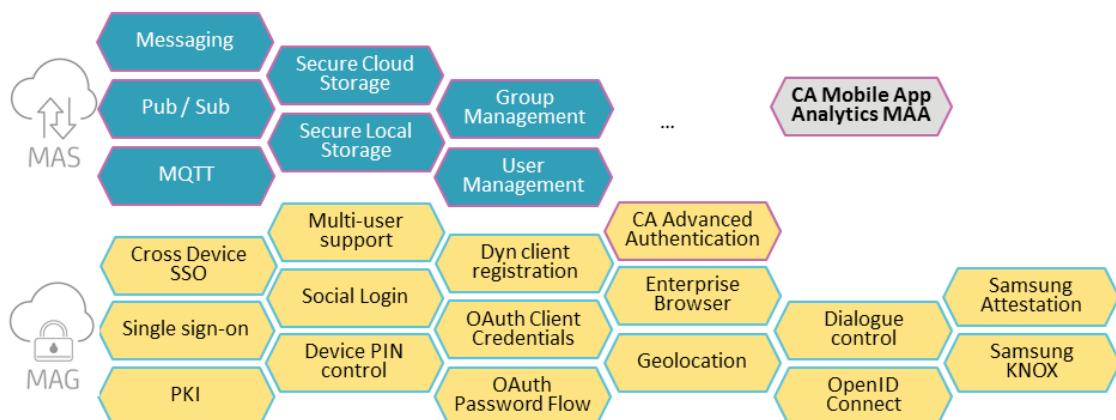 Messaging
Pub / Sub
MQTT
MAS
Secure Cloud
Storage
Secure Local
Storage
Group
Management
User
Management
...
CA Mobile App
Analytics MAA
Cross Device
SSO
Single sign-on
PKI
MAG
Multi-user
support
Social Login
Device PIN
control
Dyn client
registration
OAuth Client
Credentials
OAuth
Password Flow
CA Advanced
Authentication
Enterprise
Browser
Geolocation
Dialogue
control
OpenID
Connect
Samsung
Attestation
Samsung
KNOX